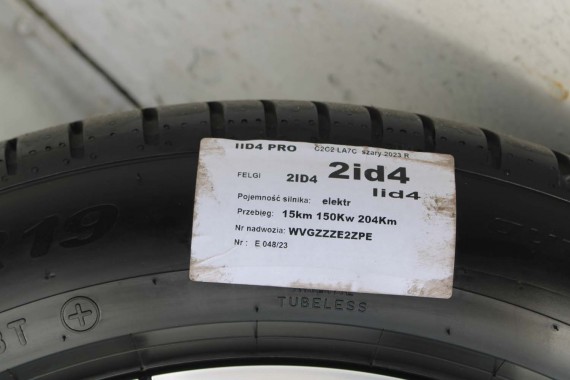 IID4 PRO C2C2 LA7C szary 2023 R
FELGI 2ID4 2id4
Iid4
Pojemność silnika: elektr
Przebieg: 15km 150Kw 204Km
Nr nadwozia: WVGZZZE2ZPE
Nr : E 048/23
R19
TUBELESS